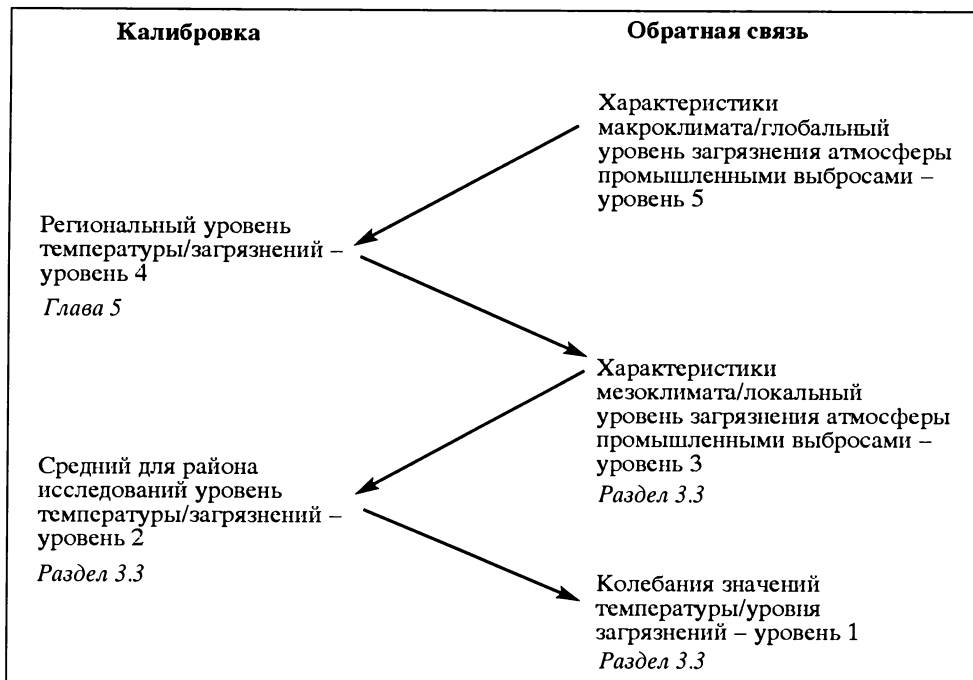 Калибровка
Обратная связь
Характеристики
макроклимата/глобальный
уровень загрязнения атмосферы
промышленными выбросами –
уровень 5
Региональный уровень
температуры/загрязнений –
уровень 4
Глава 5
Характеристики
мезоклимата/локальный
уровень загрязнения атмосферы
промышленными выбросами –
уровень 3
Раздел 3.3
Средний для района
исследований уровень
температуры/загрязнений –
уровень 2
Раздел 3.3
Колебания значений
температуры/уровня
загрязнений – уровень 1
Раздел 3.3